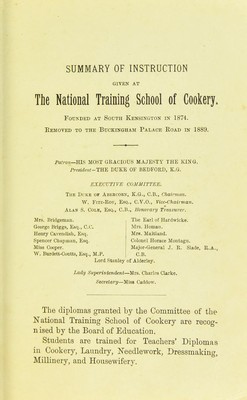 SUMMARY OF INSTRUCTION
GIVEN AT
The National Training School of Cookery.
FOUNDED AT SOUTH KENSINGTON IN 1874.
REMOVED TO THE BUCKINGHAM PALACE ROAD IN 1889.
Patron—HIS MOST GRACIOUS MAJESTY THE KING.
President—THE DUKE OF BEDFORD, K.G.
EXECUTIVE COMMITTEE.
THE DUKE OF ABERCORN, K.G., C.B., Chairman.
W. FITZ-ROY, ESQ., C.V.O., Vice-Chairman.
ALAN S. COLE, ESQ., C.B., Honorary Treasurer.
Mrs. Bridgeman.
George Briggs, Esq., C.C.
Henry Cavendish, Esq.
Spencer Chapman, Esq.
Miss Cooper.
W. Burdett-Coutts, Esq., M.P.
The Earl of Hardwicke.
Mrs. Homan.
Mrs. Maitland.
Colonel Horace Montagu.
Major-General J. R. Slade, R.A.,
C.B.
Lord Stanley of Alderley.
Lady Superintendent—Mrs. Charles Clarke.
Secretary—Miss
The diplomas granted by the Committee of the
National Training School of Cookery are recog-
nised by the Board of Education.
Students are trained for Teachers' Diplomas
in Cookery, Laundry, Needlework, Dressmaking,
Millinery, and Housewifery.